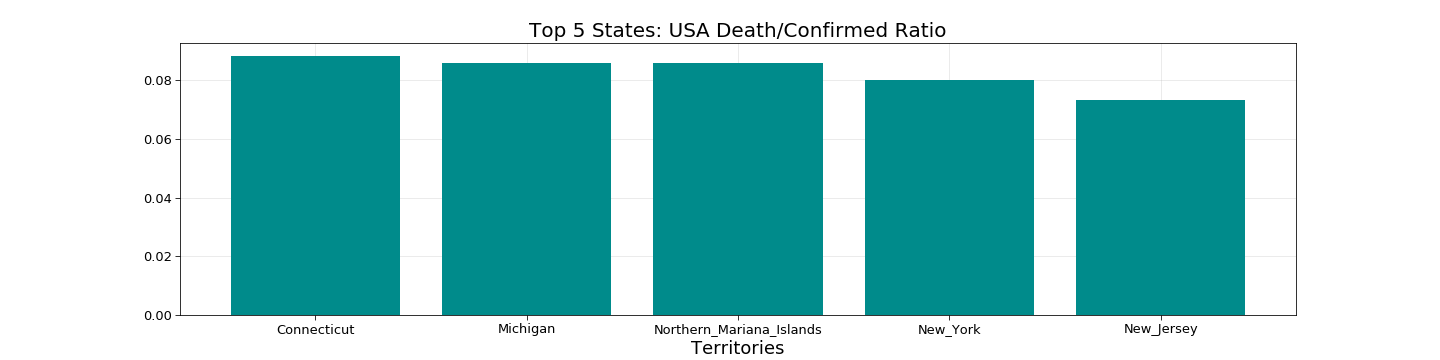 Top 5 States: USA Death/Confirmed Ratio
0.08
0.06
0.04
0.02
0.00
Connecticut Michigan Northern_Mariana_Islands New_York New_Jersey
Territories